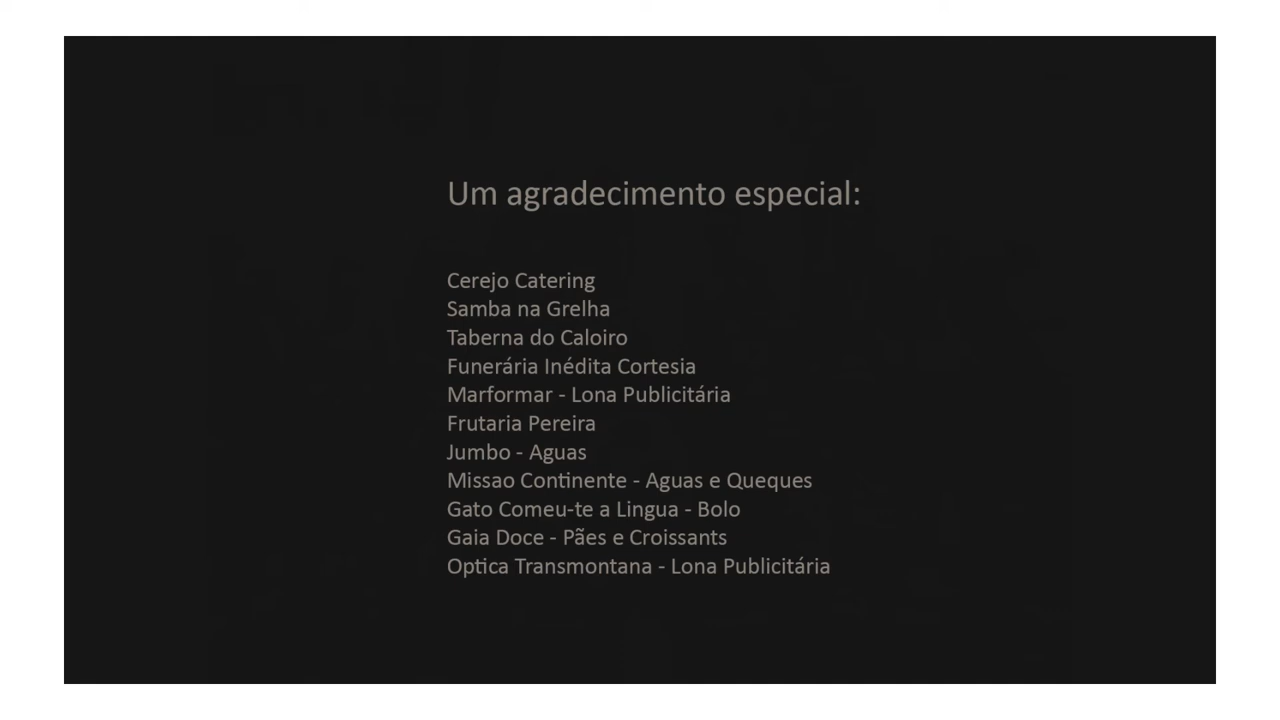 Um agradecimento especial:
Cerejo Catering
Samba na Grelha
Taberna do Caloiro
Funerária Inédita Cortesia
Marformar - Lona Publicitária
Frutaria Pereira
Jumbo - Aguas
Missao Continente - Aguas e Queques
Gato Comeu-te a Lingua - Bolo
Gaia Doce - Pães e Croissants
Optica Transmontana - Lona Publicitária